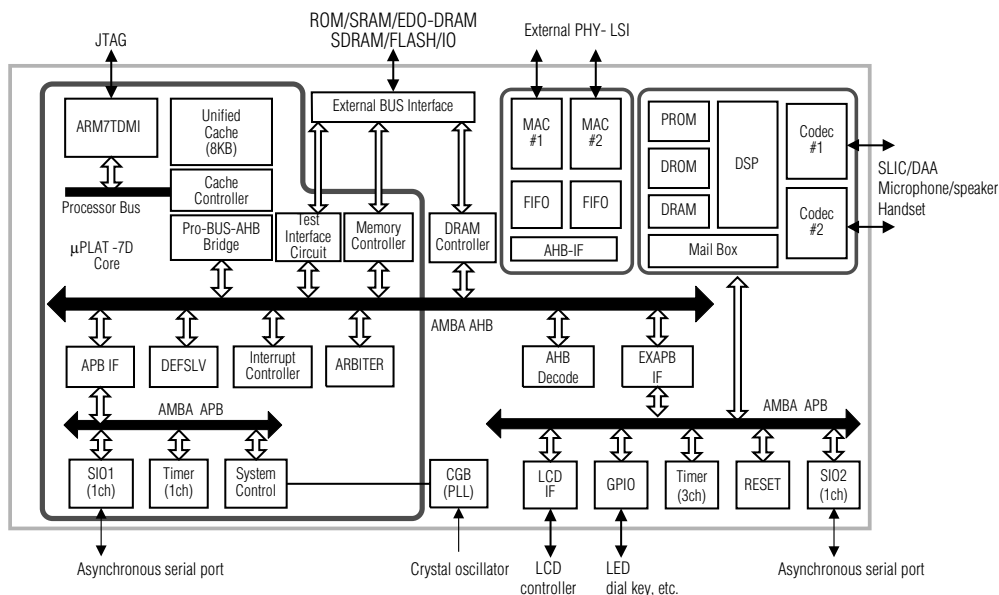 ROM/SRAM/EDO-DRAM
SDRAM/FLASH/IO
JTAG
External PHY- LSI
ARM7TDMI
Unified
Cache
(8KB)
External BUS Interface
MAC
#1
MAC
#2
PROM
DROM
DRAM
DSP
Codec
#1
Codec
#2
SLIC/DAA
Microphone/speaker
Handset
Processor Bus
Cache
Controller
FIFO
FIFO
μPLAT -7D
Core
Pro-BUS-AHB
Bridge
Test
Interface
Circuit
Memory
Controller
DRAM
Controller
AHB-IF
Mail Box
AMBA AHB
APB IF
DEFSLV
Interrupt
Controller
ARBITER
AHB
Decode
EXAPB
IF
AMBA APB
AMBA APB
SIO1
(1ch)
Timer
(1ch)
System
Control
CGB
(PLL)
LCD
IF
GPIO
Timer
(3ch)
RESET
SIO2
(1ch)
Asynchronous serial port
Crystal oscillator
LCD
controller
LED
dial key, etc.
Asynchronous serial port